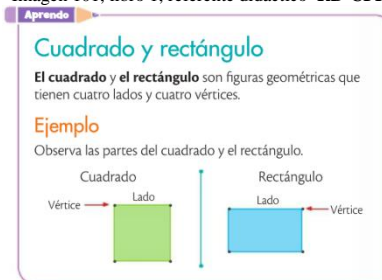 Aprendo
Cuadrado y rectángulo
El cuadrado y el rectángulo son figuras geométricas que
tienen cuatro lados y cuatro vértices.
Ejemplo
Observa las partes del cuadrado y el rectángulo.
Cuadrado
Vértice
Lado
Rectángulo
Lado
Vértice